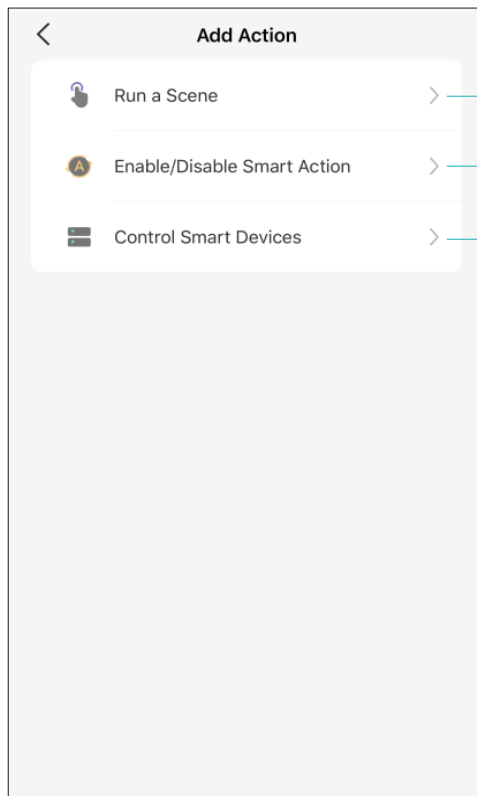 Add Action
Run a Scene
Enable/Disable Smart Action
Control Smart Devices